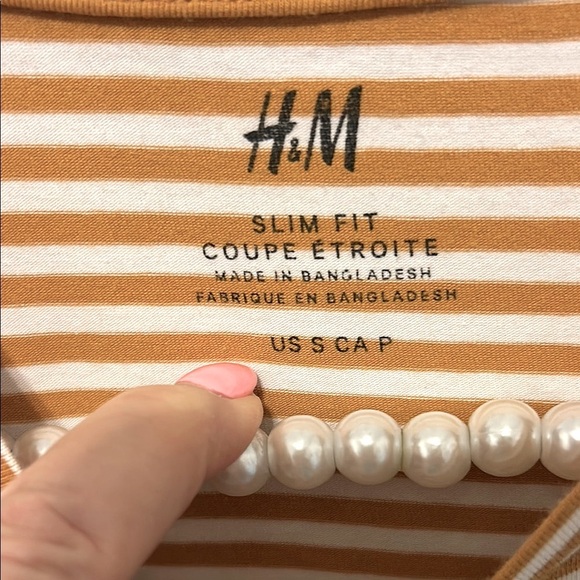 H&M
SLIM FIT
COUPE ÉTROITE
MADE IN BANGLADESH
FABRIQUE EN BANGLADESH
US S CA P